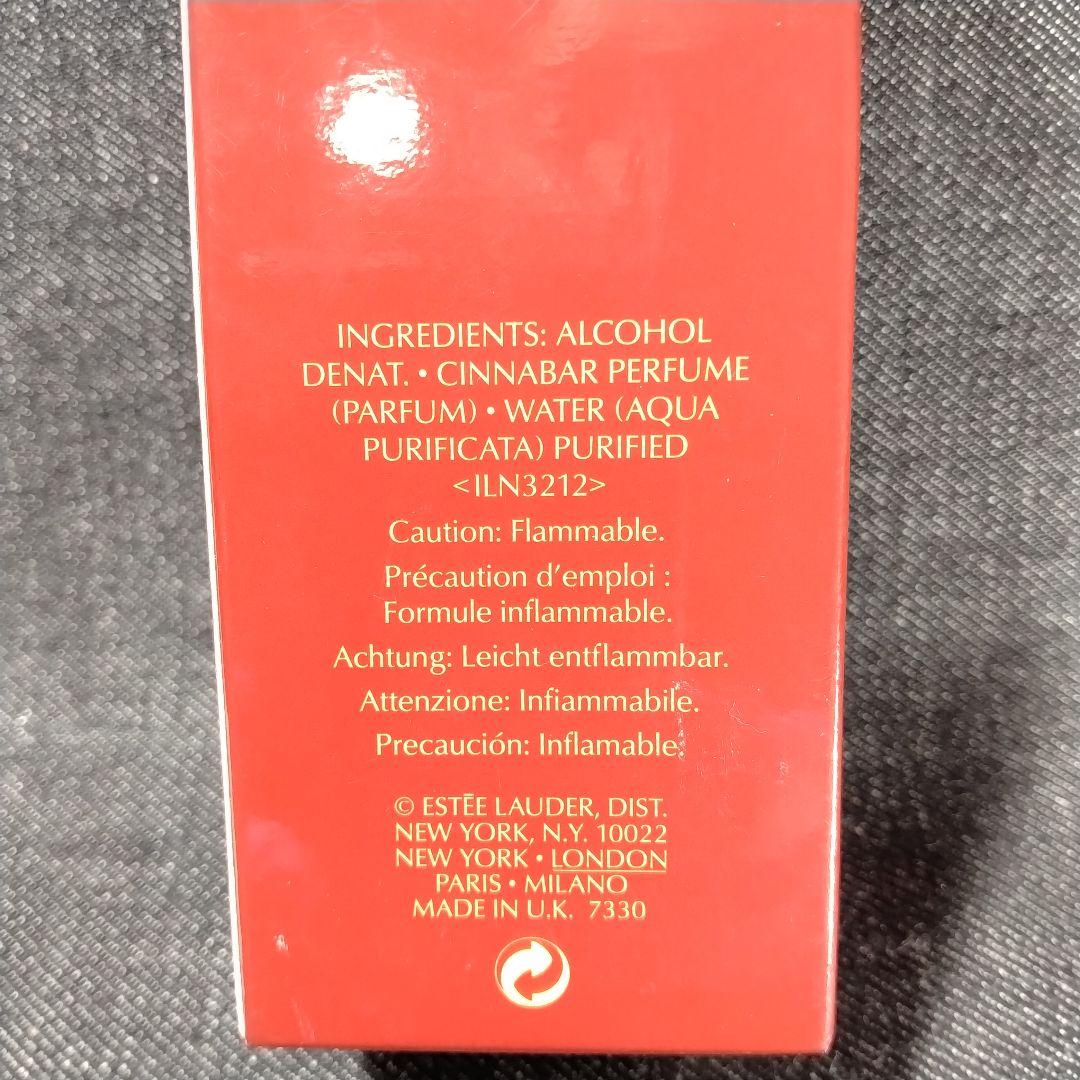 INGREDIENTS: ALCOHOL
DENAT. • CINNABAR PERFUME
(PARFUM) • WATER (AQUA
PURIFICATA) PURIFIED
<ILN3212>
Caution: Flammable.
Précaution d'emploi :
Formule inflammable.
Achtung: Leicht entflammbar.
Attenzione: Infiammabile.
Precaución: Inflamable.
© ESTÉE LAUDER, DIST.
NEW YORK, N.Y. 10022
NEW YORK • LONDON
PARIS • MILANO
MADE IN U.K. 7330